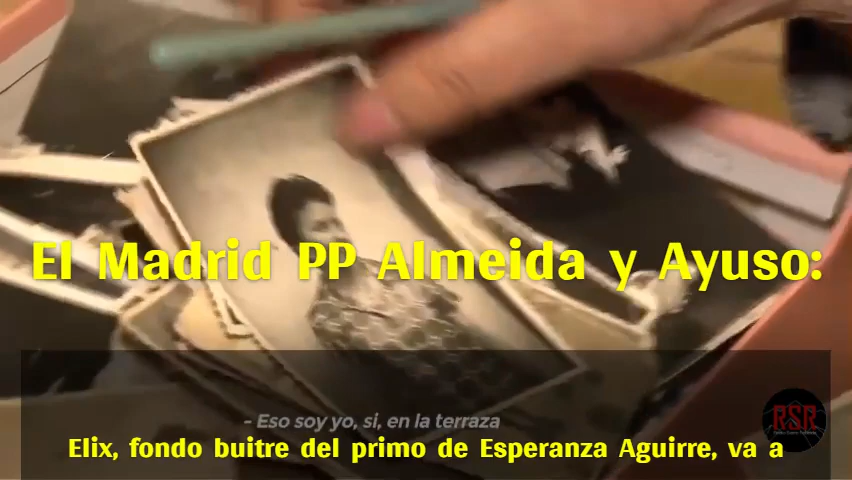 El Madrid PP Almeida y Ayuso:
- Eso soy yo, si, en la terraza
RSR
Elix, fondo buitre del primo de Esperanza Aguirre, va a